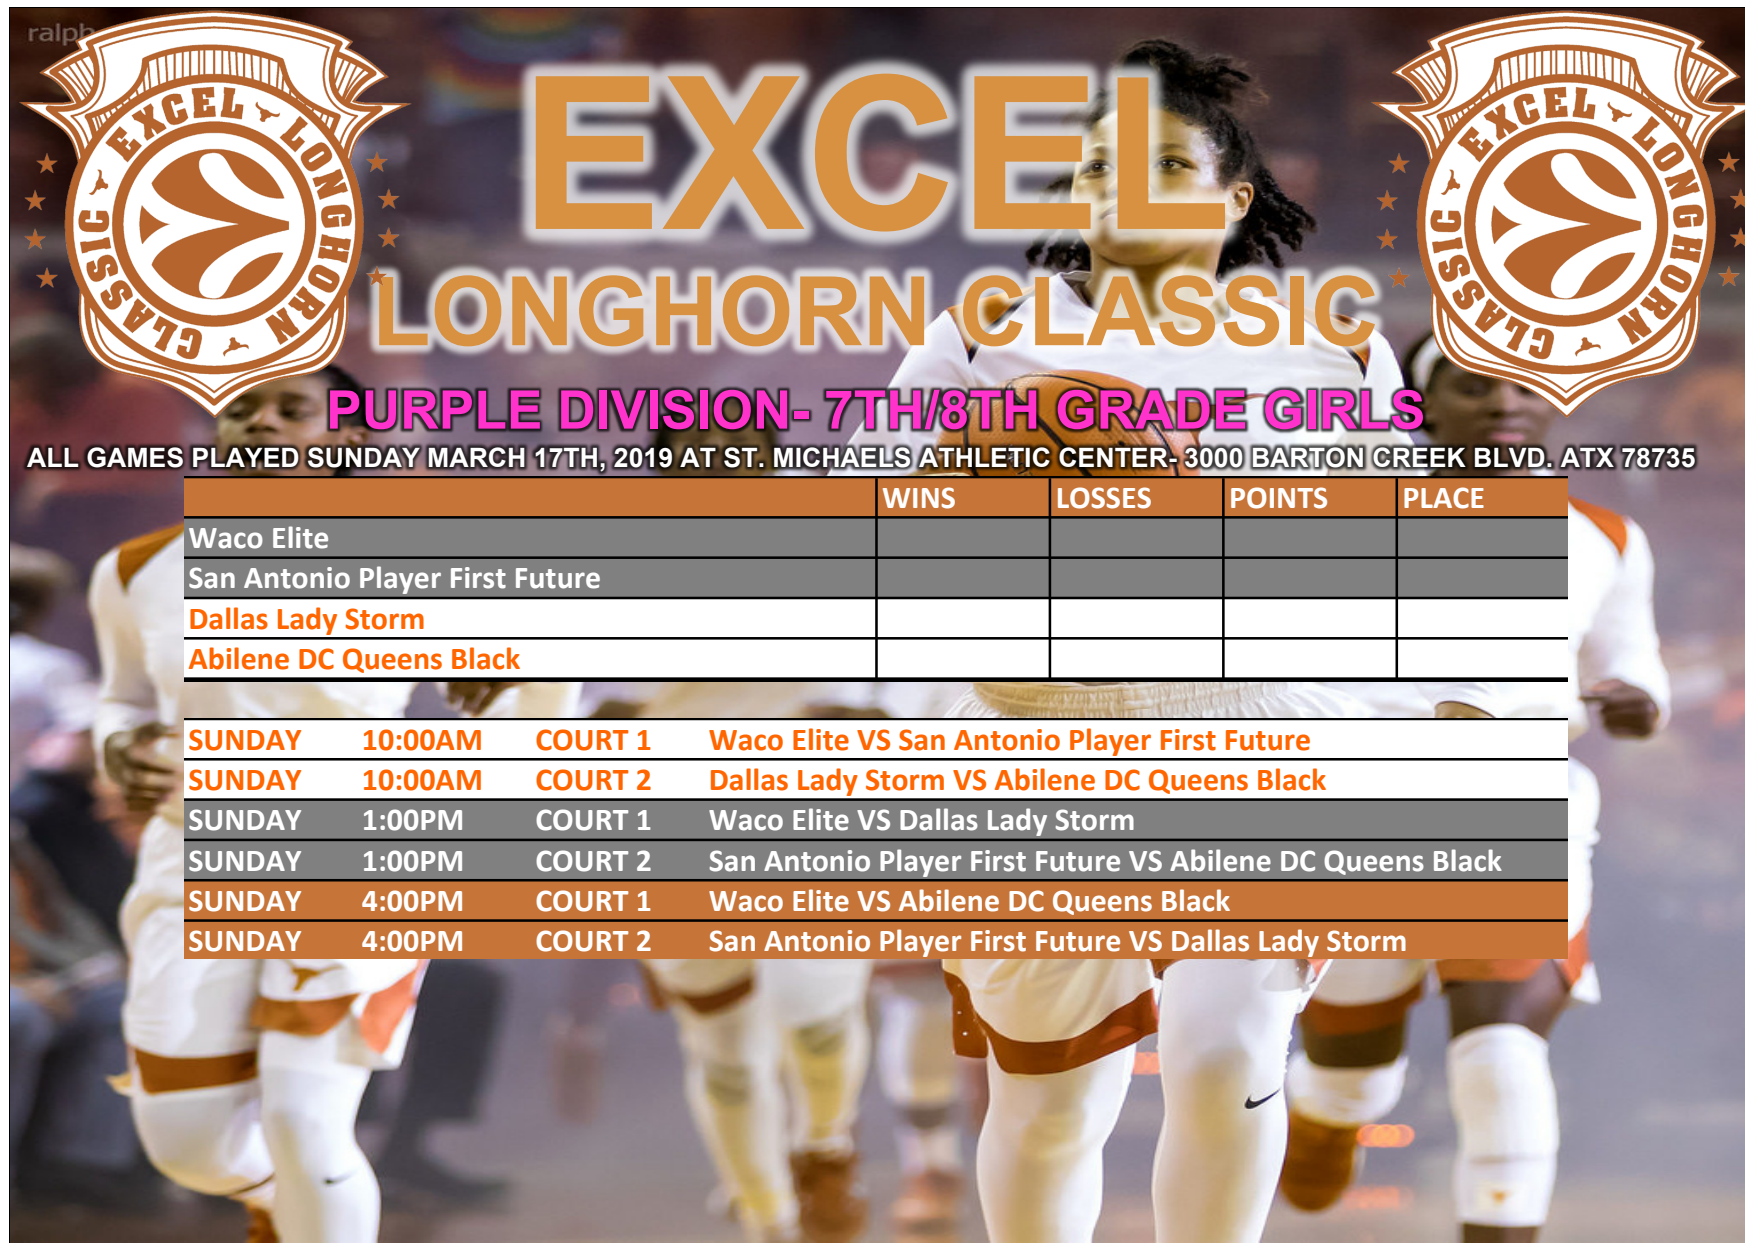 ralph
EXCEL LONGHORN CLASSIC
EXCEL LONGHORN CLASSIC
EXCEL
LONGHORN CLASSIC
PURPLE DIVISION- 7TH/8TH GRADE GIRLS
ALL GAMES PLAYED SUNDAY MARCH 17TH, 2019 AT ST. MICHAELS ATHLETIC CENTER- 3000 BARTON CREEK BLVD. ATX 78735
WINS LOSSES POINTS PLACE
Waco Elite
San Antonio Player First Future
Dallas Lady Storm
Abilene DC Queens Black
SUNDAY 10:00AM COURT 1 Waco Elite VS San Antonio Player First Future
SUNDAY 10:00AM COURT 2 Dallas Lady Storm VS Abilene DC Queens Black
SUNDAY 1:00PM COURT 1 Waco Elite VS Dallas Lady Storm
SUNDAY 1:00PM COURT 2 San Antonio Player First Future VS Abilene DC Queens Black
SUNDAY 4:00PM COURT 1 Waco Elite VS Abilene DC Queens Black
SUNDAY 4:00PM COURT 2 San Antonio Player First Future VS Dallas Lady Storm